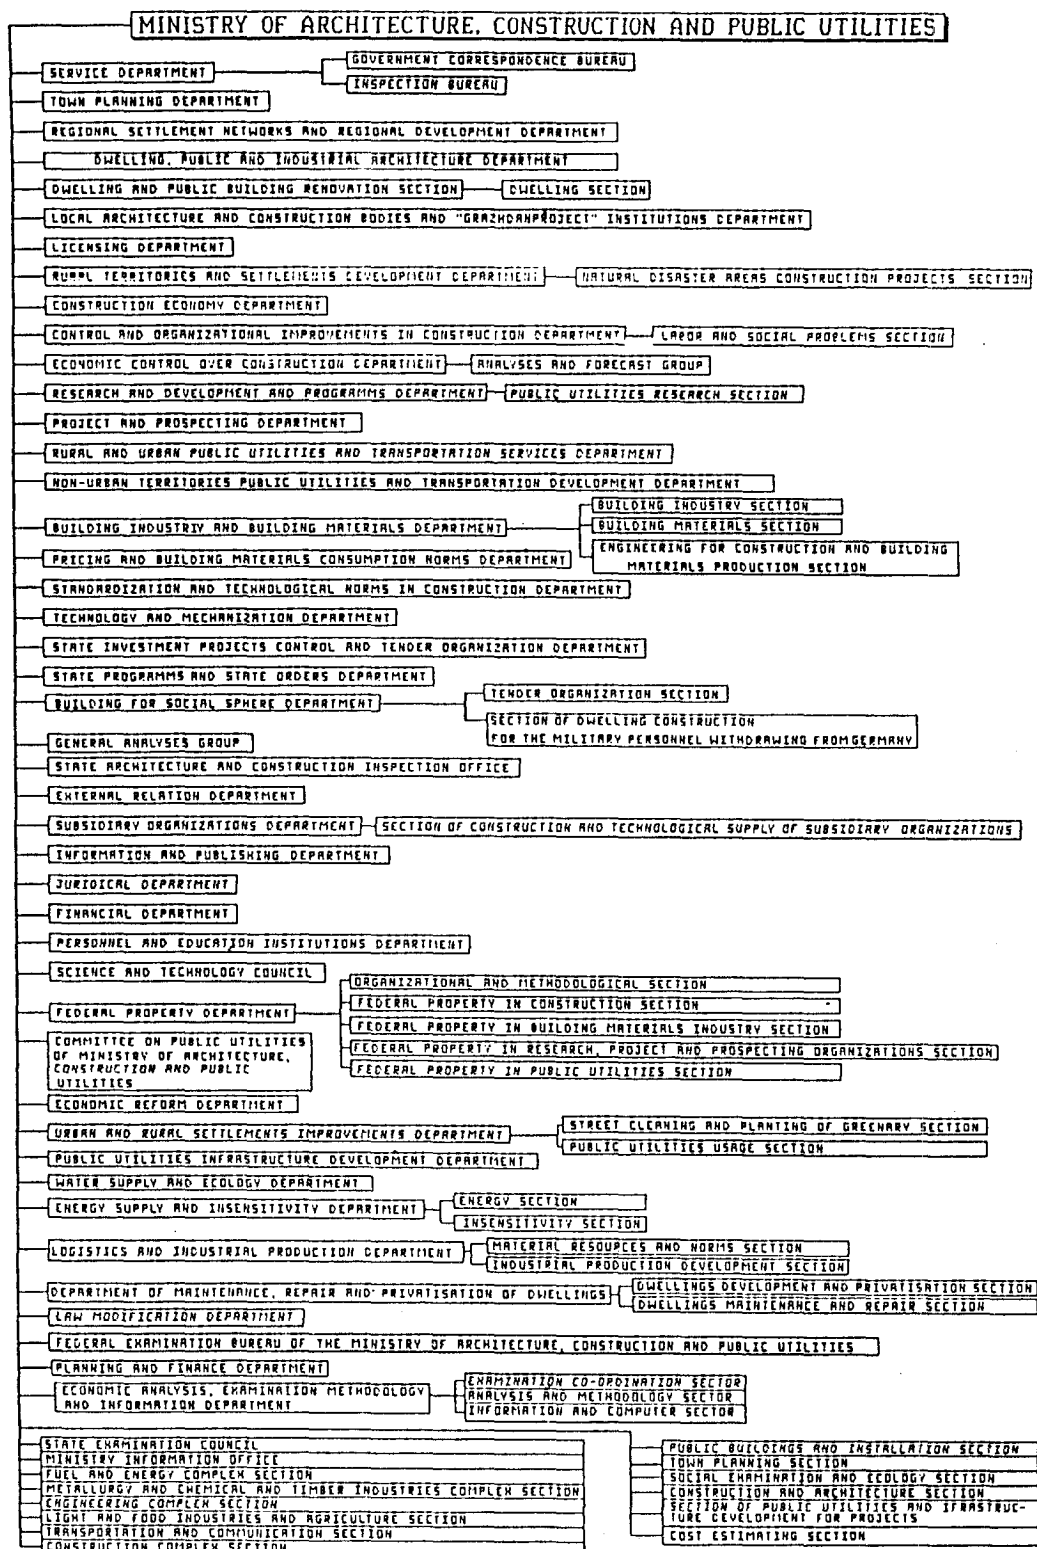 MINISTRY OF ARCHITECTURE, CONSTRUCTION AND PUBLIC UTILITIES
SERVICE DEPARTMENT
GOVERNMENT CORRESPONDENCE BUREAU
INSPECTION BUREAU
TOWN PLANNING DEPARTMENT
REGIONAL SETTLEMENT NETWORKS AND REGIONAL DEVELOPMENT DEPARTMENT
DWELLING, PUBLIC AND INDUSTRIAL ARCHITECTURE DEPARTMENT
DWELLING AND PUBLIC BUILDING RENOVATION SECTION
DWELLING SECTION
LOCAL ARCHITECTURE AND CONSTRUCTION BODIES AND "GRAZHDANPROJECT" INSTITUTIONS DEPARTMENT
LICENSING DEPARTMENT
RURAL TERRITORIES AND SETTLEMENTS DEVELOPMENT DEPARTMENT
NATURAL DISASTER AREAS CONSTRUCTION PROJECTS SECTION
CONSTRUCTION ECONOMY DEPARTMENT
CONTROL AND ORGANIZATIONAL IMPROVEMENTS IN CONSTRUCTION DEPARTMENT
LABOR AND SOCIAL PROBLEMS SECTION
ECONOMIC CONTROL OVER CONSTRUCTION DEPARTMENT
ANALYSES AND FORECAST GROUP
RESEARCH AND DEVELOPMENT AND PROGRAMMS DEPARTMENT
PUBLIC UTILITIES RESEARCH SECTION
PROJECT AND PROSPECTING DEPARTMENT
RURAL AND URBAN PUBLIC UTILITIES AND TRANSPORTATION SERVICES DEPARTMENT
NON-URBAN TERRITORIES PUBLIC UTILITIES AND TRANSPORTATION DEVELOPMENT DEPARTMENT
BUILDING INDUSTRIY AND BUILDING MATERIALS DEPARTMENT
BUILDING INDUSTRY SECTION
BUILDING MATERIALS SECTION
ENGINEERING FOR CONSTRUCTION AND BUILDING
MATERIALS PRODUCTION SECTION
PRICING AND BUILDING MATERIALS CONSUMPTION NORMS DEPARTMENT
STANDARDIZATION AND TECHNOLOGICAL NORMS IN CONSTRUCTION DEPARTMENT
TECHNOLOGY AND MECHANIZATION DEPARTMENT
STATE INVESTMENT PROJECTS CONTROL AND TENDER ORGANIZATION DEPARTMENT
STATE PROGRAMMS AND STATE ORDERS DEPARTMENT
BUILDING FOR SOCIAL SPHERE DEPARTMENT
TENDER ORGANIZATION SECTION
SECTION OF DWELLING CONSTRUCTION
FOR THE MILITARY PERSONNEL WITHDRAWING FROM GERMANY
GENERAL ANALYSES GROUP
STATE ARCHITECTURE AND CONSTRUCTION INSPECTION OFFICE
EXTERNAL RELATION DEPARTMENT
SUBSIDIARY ORGANIZATIONS DEPARTMENT
SECTION OF CONSTRUCTION AND TECHNOLOGICAL SUPPLY OF SUBSIDIARY ORGANIZATIONS
INFORMATION AND PUBLISHING DEPARTMENT
JURIDICAL DEPARTMENT
FINANCIAL DEPARTMENT
PERSONNEL AND EDUCATION INSTITUTIONS DEPARTMENT
SCIENCE AND TECHNOLOGY COUNCIL
FEDERAL PROPERTY DEPARTMENT
ORGANIZATIONAL AND METHODOLOGICAL SECTION
FEDERAL PROPERTY IN CONSTRUCTION SECTION
FEDERAL PROPERTY IN BUILDING MATERIALS INDUSTRY SECTION
FEDERAL PROPERTY IN RESEARCH, PROJECT AND PROSPECTING ORGANIZATIONS SECTION
FEDERAL PROPERTY IN PUBLIC UTILITIES SECTION
COMMITTEE ON PUBLIC UTILITIES
OF MINISTRY OF ARCHITECTURE,
CONSTRUCTION AND PUBLIC
UTILITIES
ECONOMIC REFORM DEPARTMENT
URBAN AND RURAL SETTLEMENTS IMPROVEMENTS DEPARTMENT
STREET CLEANING AND PLANTING OF GREENARY SECTION
PUBLIC UTILITIES USAGE SECTION
PUBLIC UTILITIES INFRASTRUCTURE DEVELOPMENT DEPARTMENT
WATER SUPPLY AND ECOLOGY DEPARTMENT
ENERGY SUPPLY AND INSENSITIVITY DEPARTMENT
ENERGY SECTION
INSENSITIVITY SECTION
LOGISTICS AND INDUSTRIAL PRODUCTION DEPARTMENT
MATERIAL RESOURCES AND NORMS SECTION
INDUSTRIAL PRODUCTION DEVELOPMENT SECTION
DEPARTMENT OF MAINTENANCE, REPAIR AND PRIVATISATION OF DWELLINGS
DWELLINGS DEVELOPMENT AND PRIVATISATION SECTION
DWELLINGS MAINTENANCE AND REPAIR SECTION
LAW MODIFICATION DEPARTMENT
FEDERAL EXAMINATION BUREAU OF THE MINISTRY OF ARCHITECTURE, CONSTRUCTION AND PUBLIC UTILITIES
PLANNING AND FINANCE DEPARTMENT
ECONOMIC ANALYSIS, EXAMINATION METHODOLOGY
AND INFORMATION DEPARTMENT
EXAMINATION CO-ORDINATION SECTOR
ANALYSIS AND METHODOLOGY SECTOR
INFORMATION AND COMPUTER SECTOR
STATE EXAMINATION COUNCIL
MINISTRY INFORMATION OFFICE
FUEL AND ENERGY COMPLEX SECTION
METALLURGY AND CHEMICAL AND TIMBER INDUSTRIES COMPLEX SECTION
ENGINEERING COMPLEX SECTION
LIGHT AND FOOD INDUSTRIES AND AGRICULTURE SECTION
TRANSPORTATION AND COMMUNICATION SECTION
CONSTRUCTION COMPLEX SECTION
PUBLIC BUILDINGS AND INSTALLATION SECTION
TOWN PLANNING SECTION
SOCIAL EXAMINATION AND ECOLOGY SECTION
CONSTRUCTION AND ARCHITECTURE SECTION
SECTION OF PUBLIC UTILITIES AND IFRASTRUC-
TURE DEVELOPMENT FOR PROJECTS
COST ESTIMATING SECTION